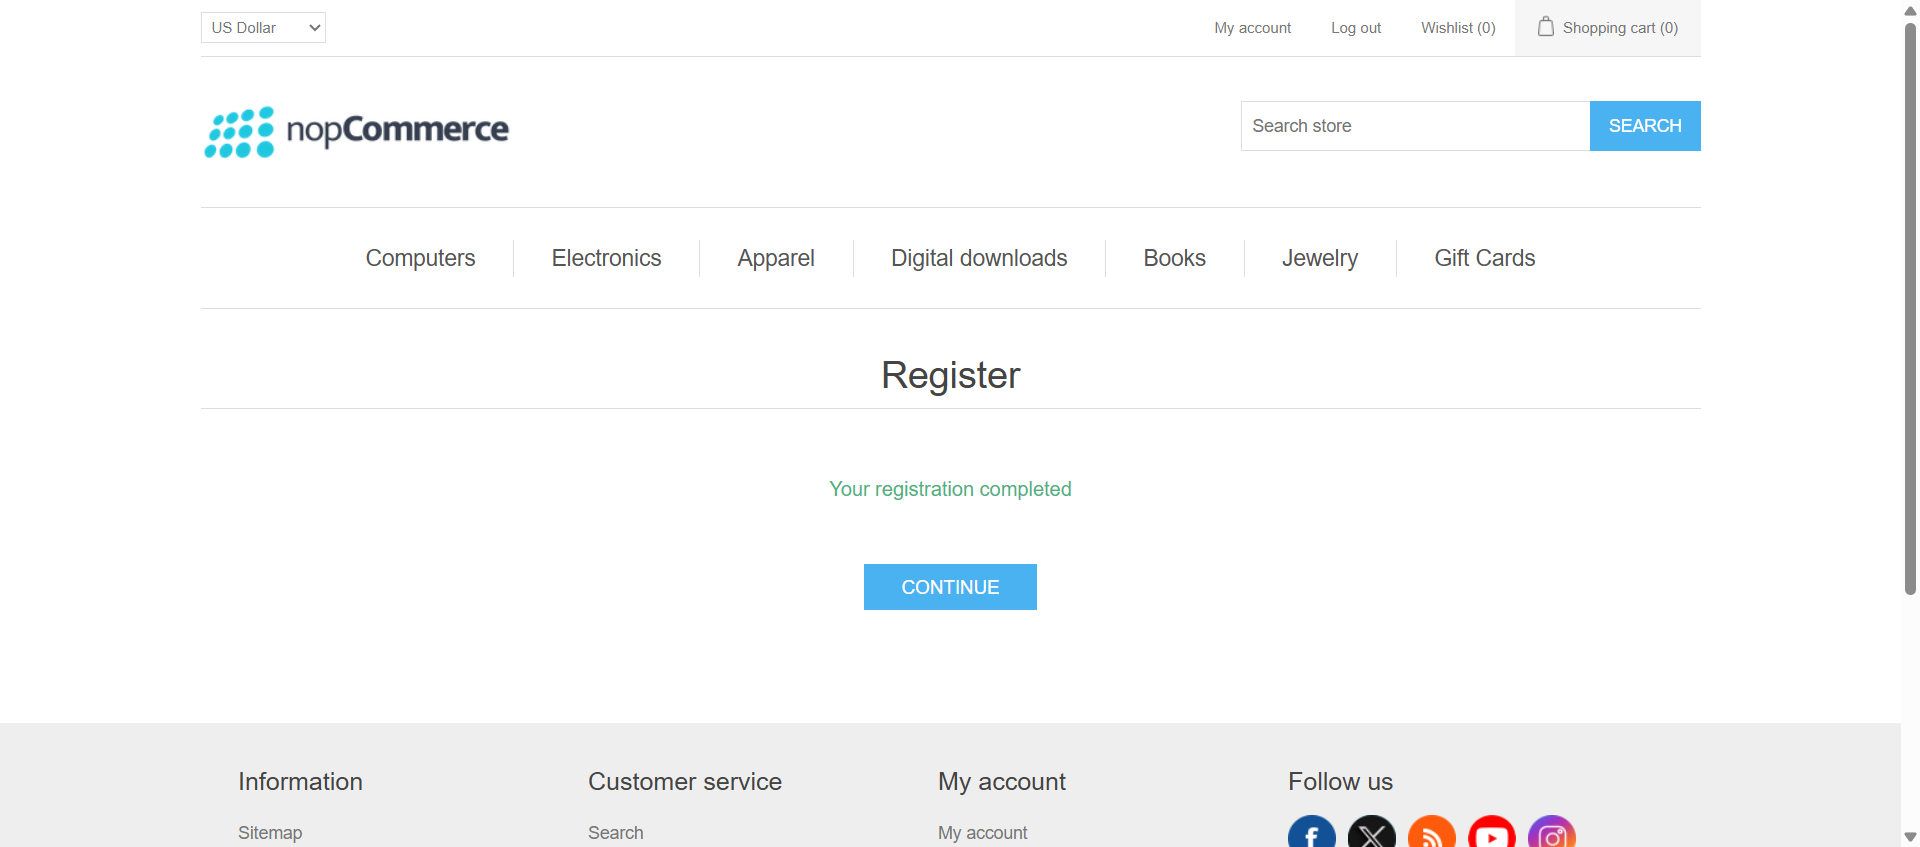 US Dollar
My account
Log out
Wishlist (0)
Shopping cart (0)
nopCommerce
Search store
SEARCH
Computers
Electronics
Apparel
Digital downloads
Books
Jewelry
Gift Cards
Register
Your registration completed
CONTINUE
Information
Customer service
My account
Follow us
Sitemap
Search
My account